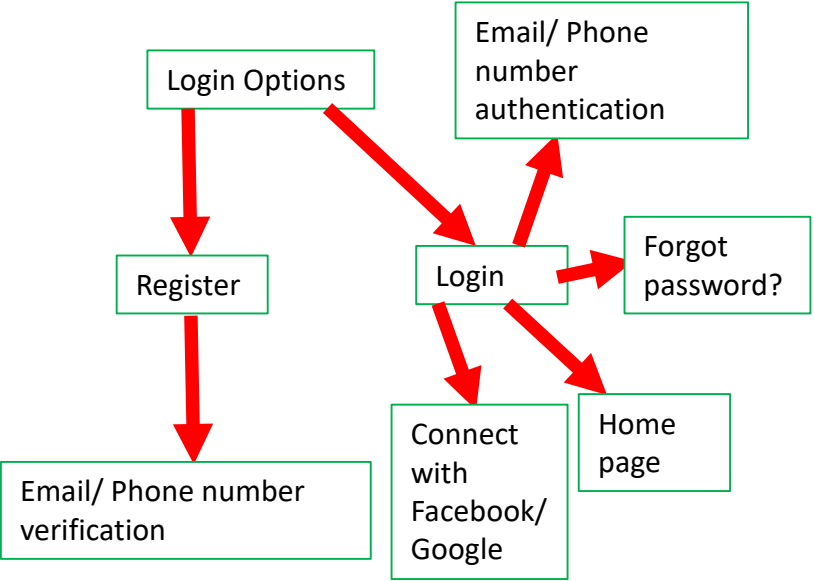 Email/ Phone
number
authentication
Login Options
Forgot
password?
Register
Login
Home
page
Connect
with
Facebook/
Google
Email/ Phone number
verification